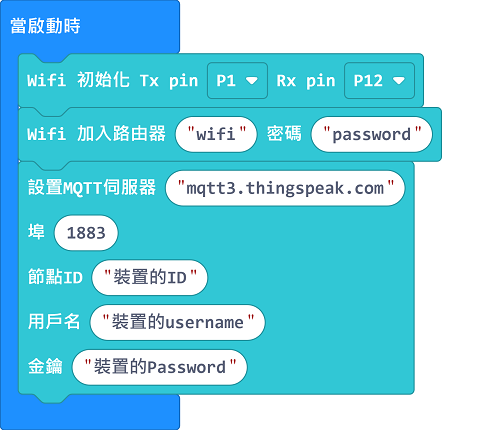 當啟動時
Wifi 初始化 Tx pin P1 Rx pin P12
Wifi 加入路由器 "wifi" 密碼 "password"
設置MQTT伺服器 "mqtt3.thingspeak.com"
埠 1883
節點ID "裝置的ID"
用戶名 "裝置的username"
金鑰 "裝置的Password"